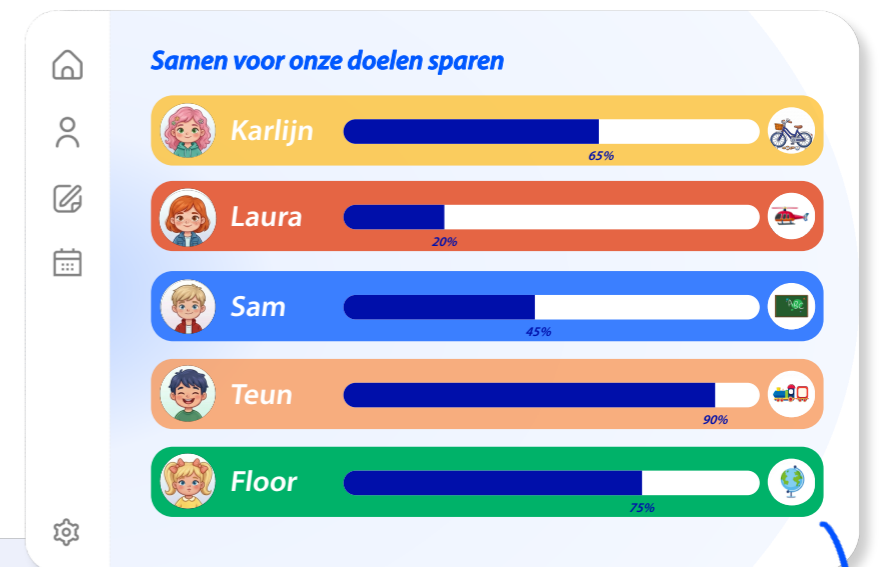 Samen voor onze doelen sparen
Karlijn
65%
Laura
20%
Sam
45%
Teun
90%
Floor
75%